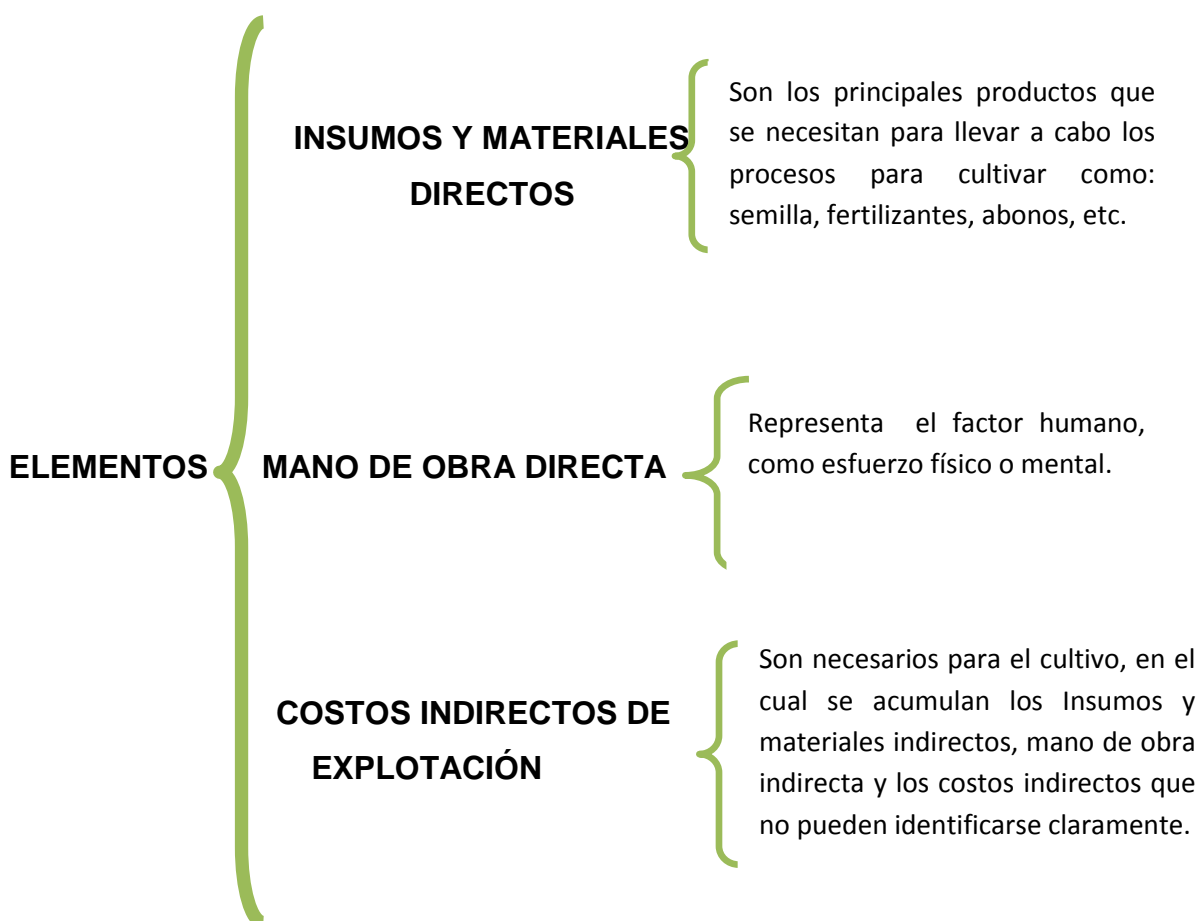 ELEMENTOS
INSUMOS Y MATERIALES
DIRECTOS
Son los principales productos que
se necesitan para llevar a cabo los
procesos para cultivar como:
semilla, fertilizantes, abonos, etc.
MANO DE OBRA DIRECTA
Representa el factor humano,
como esfuerzo físico o mental.
COSTOS INDIRECTOS DE
EXPLOTACIÓN
Son necesarios para el cultivo, en el
cual se acumulan los Insumos y
materiales indirectos, mano de obra
indirecta y los costos indirectos que
no pueden identificarse claramente.